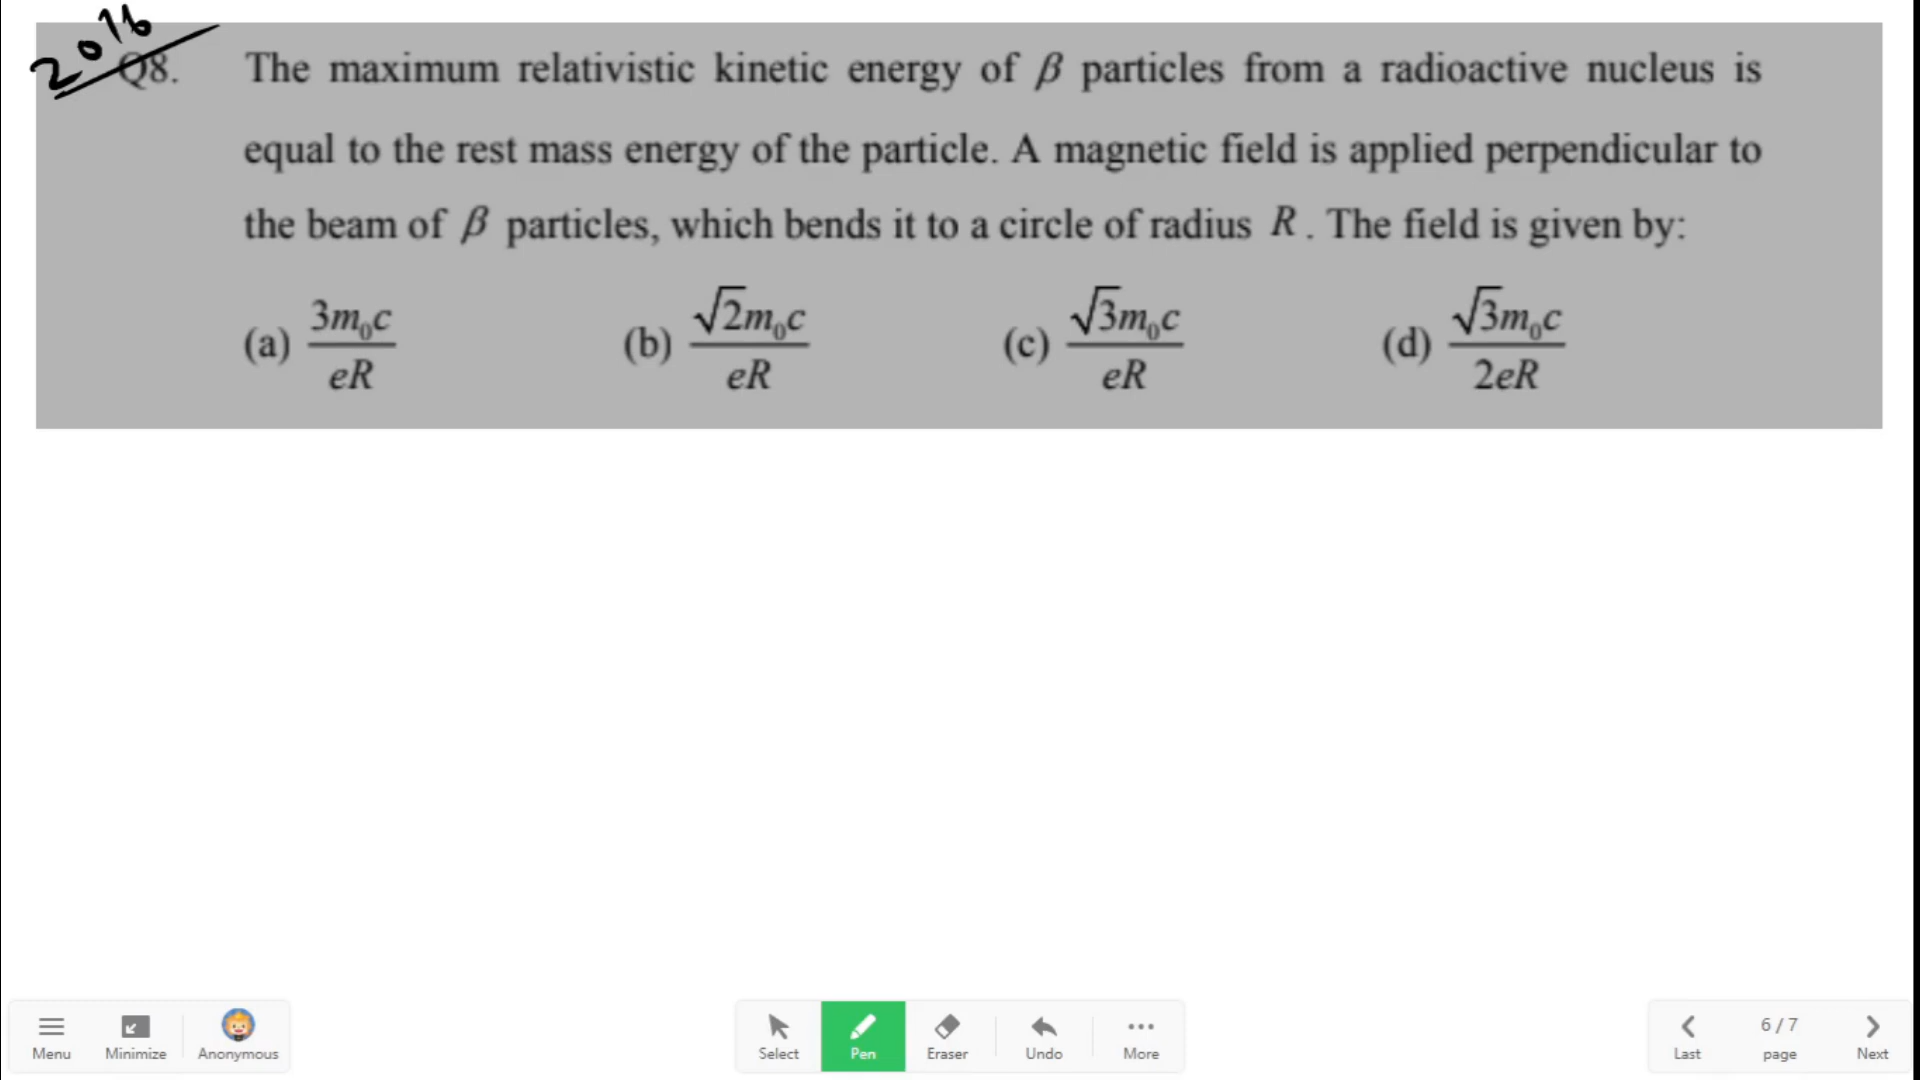 2016
Q8. The maximum relativistic kinetic energy of β particles from a radioactive nucleus is
equal to the rest mass energy of the particle. A magnetic field is applied perpendicular to
the beam of β particles, which bends it to a circle of radius R. The field is given by:
(a) 3m₀c/eR (b) √2m₀c/eR (c) √3m₀c/eR (d) √3m₀c/2eR
Menu Minimize Anonymous Select Pen Eraser Undo More Last 6/7 page Next